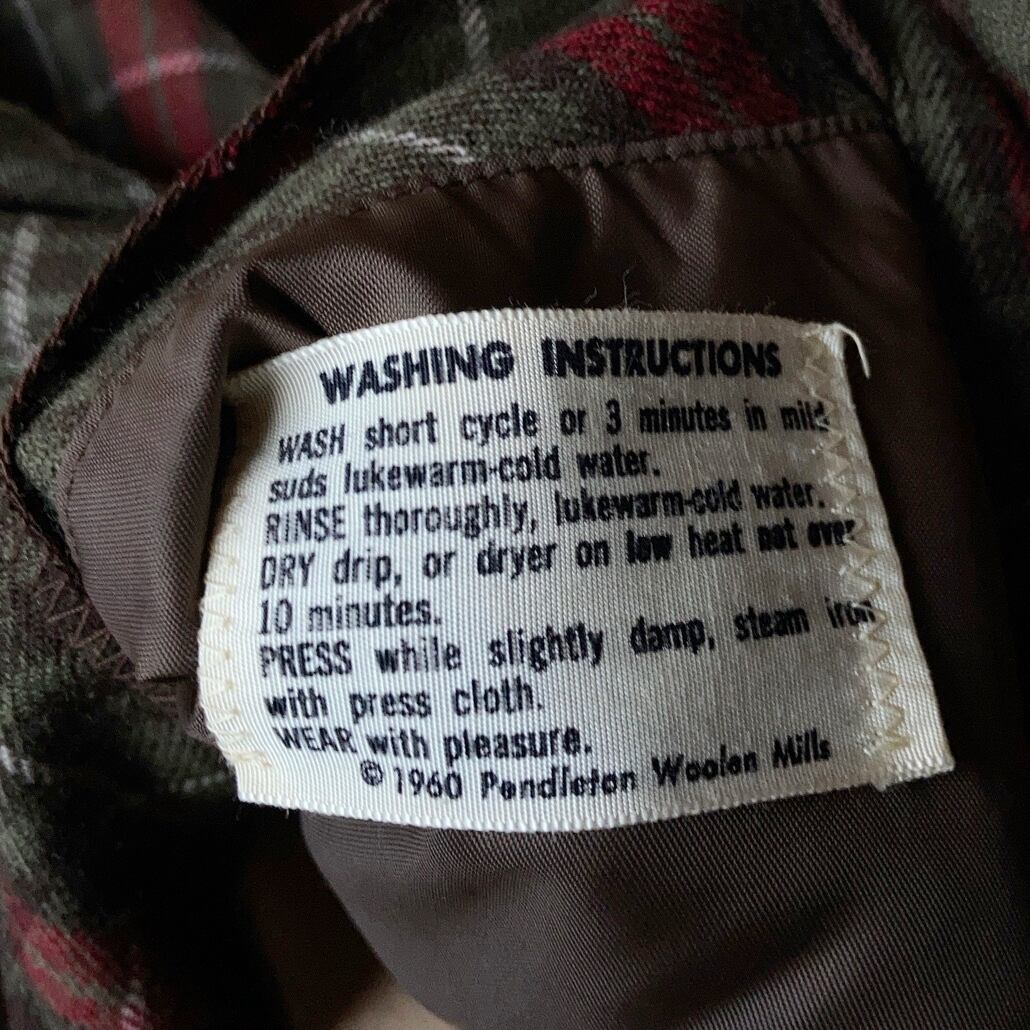 WASHING INSTRUCTIONS
WASH short cycle or 3 minutes in mild
suds lukewarm-cold water.
RINSE thoroughly, lukewarm-cold water.
DRY drip, or dryer on low heat not over
10 minutes.
PRESS while slightly damp, steam iron
with press cloth.
WEAR with pleasure.
© 1960 Pendleton Woolen Mills